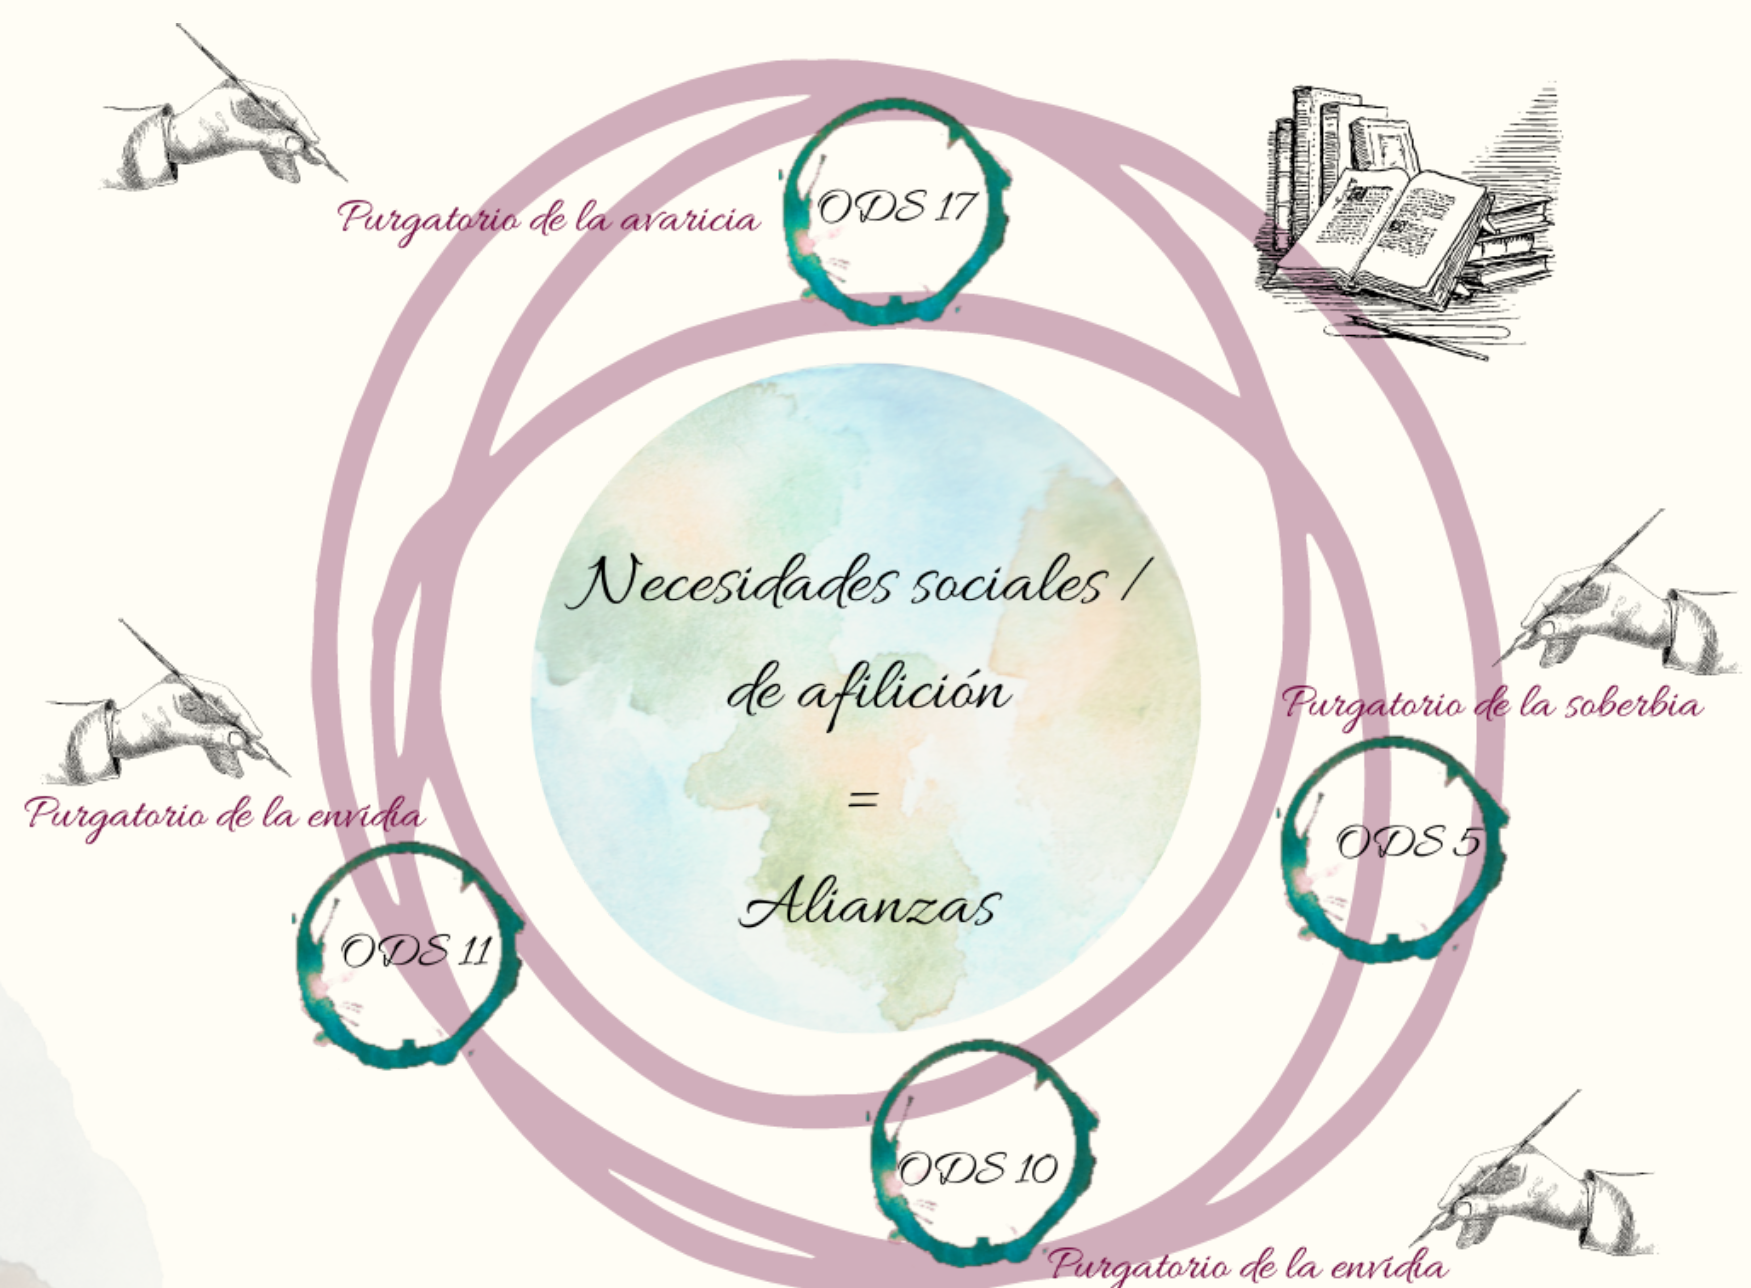 Purgatorio de la avaricia
ODS 17
Necesidades sociales /
de afilición
=
Alianzas
Purgatorio de la soberbia
ODS 5
Purgatorio de la envidia
ODS 11
ODS 10
Purgatorio de la envidia